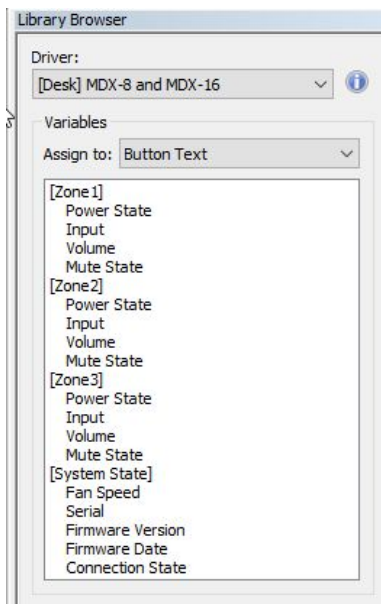 Library Browser
Driver:
[Desk] MDX-8 and MDX-16
Variables
Assign to: Button Text
[Zone1]
Power State
Input
Volume
Mute State
[Zone2]
Power State
Input
Volume
Mute State
[Zone3]
Power State
Input
Volume
Mute State
[System State]
Fan Speed
Serial
Firmware Version
Firmware Date
Connection State